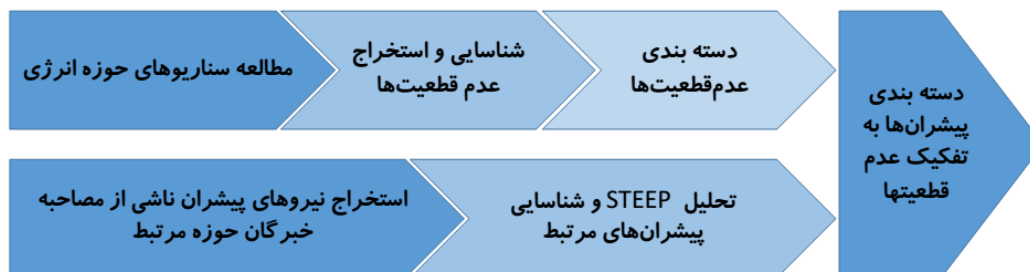 مطالعه سناریوهای حوزه انرژی
شناسایی و استخراج
عدم قطعیت‌ها
دسته بندی
عدم‌قطعیت‌ها
استخراج نیروهای پیشران ناشی از مصاحبه
خبرگان حوزه مرتبط
تحلیل STEEP و شناسایی
پیشران‌های مرتبط
دسته بندی
پیشران‌ها به
تفکیک عدم
قطعیتها